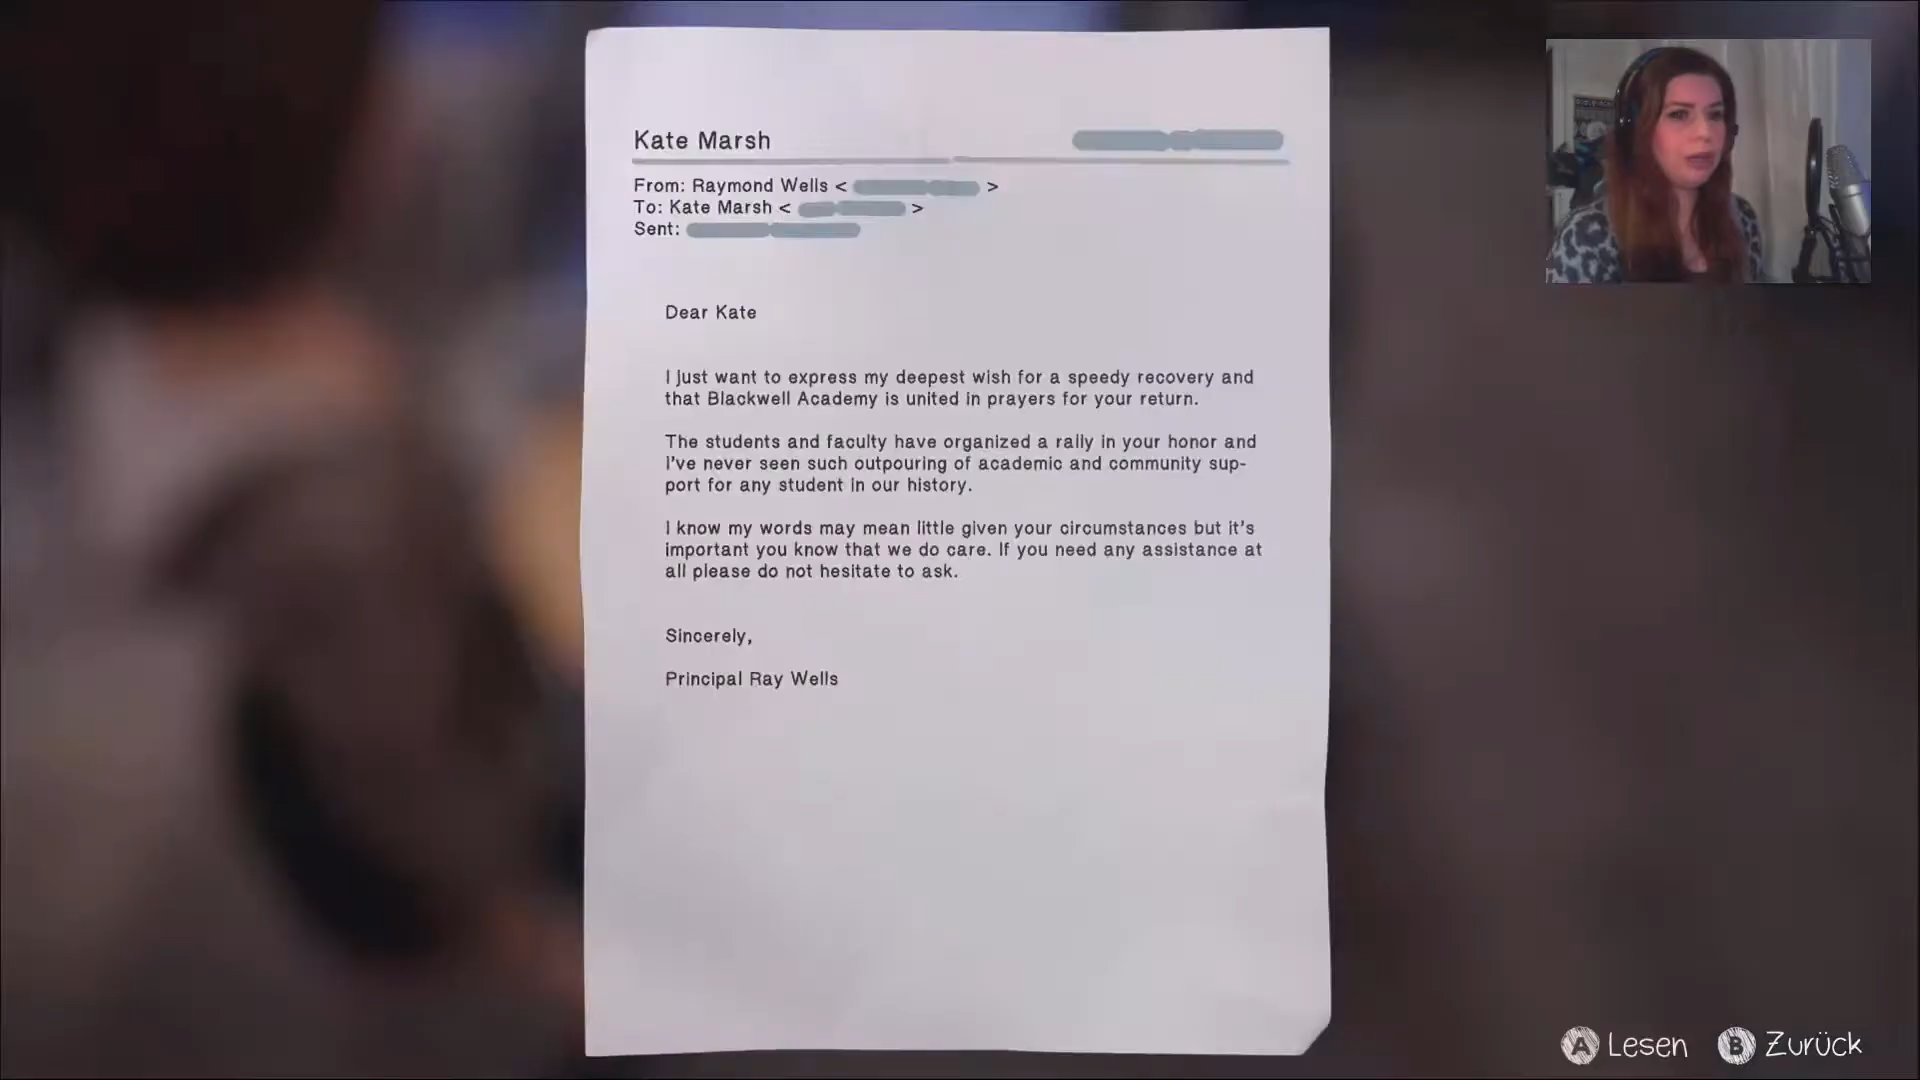 Kate Marsh
From: Raymond Wells < >
To: Kate Marsh < >
Sent:
Dear Kate
I just want to express my deepest wish for a speedy recovery and
that Blackwell Academy is united in prayers for your return.
The students and faculty have organized a rally in your honor and
I've never seen such outpouring of academic and community sup-
port for any student in our history.
I know my words may mean little given your circumstances but it's
important you know that we do care. If you need any assistance at
all please do not hesitate to ask.
Sincerely,
Principal Ray Wells
A Lesen B Zurück